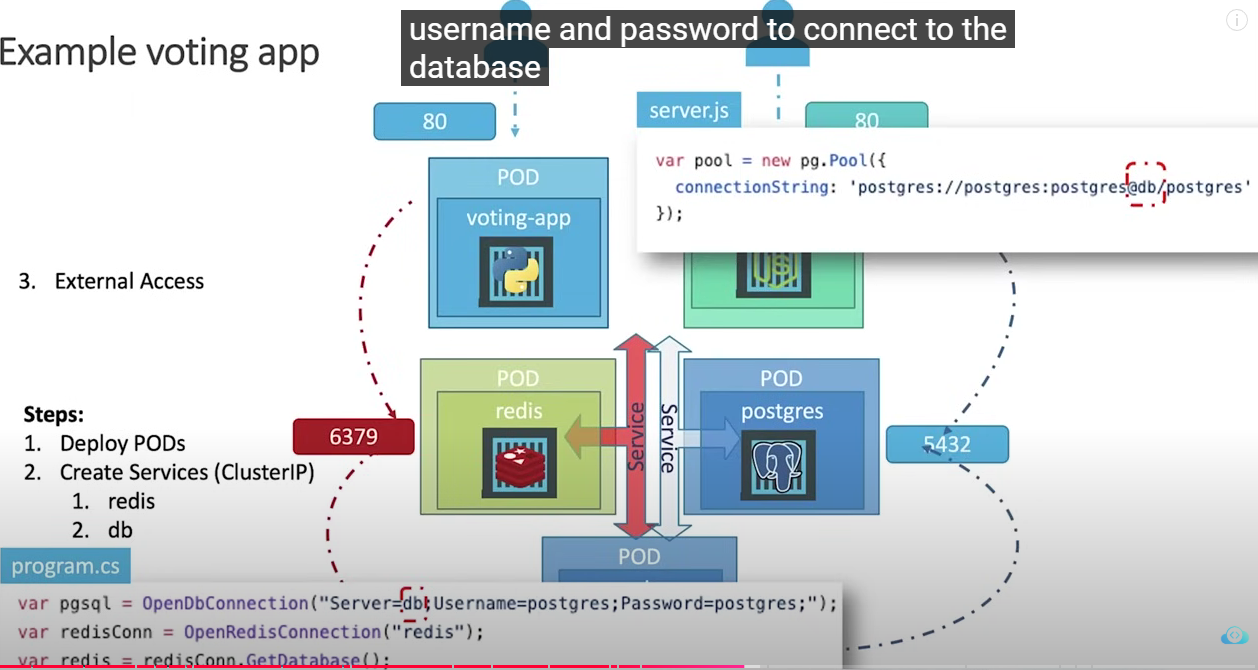 username and password to connect to the
database
Example voting app
80
server.js
80
var pool = new pg.Pool({
connectionString: 'postgres://postgres:postgres@db/postgres'
});
POD
voting-app
JS
3. External Access
POD
redis
POD
postgres
Service
Service
6379
5432
Steps:
1. Deploy PODs
2. Create Services (ClusterIP)
1. redis
2. db
POD
program.cs
var pgsql = OpenDbConnection("Server=db;Username=postgres;Password=postgres;");
var redisConn = OpenRedisConnection("redis");
var redis = redisConn.GetDatabase();